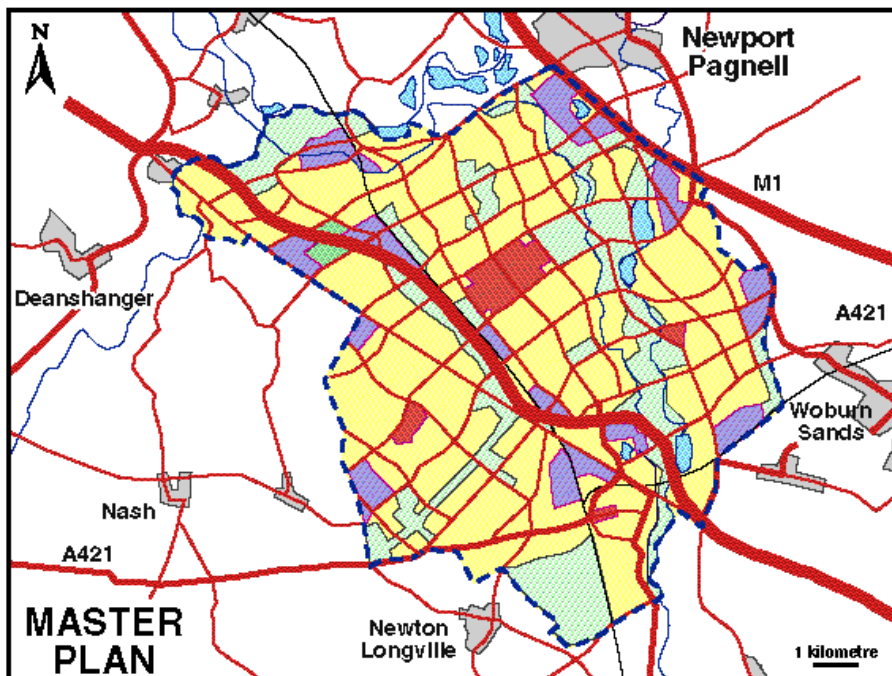 N
Newport
Pagnell
M1
Deanshanger
A421
Woburn
Sands
Nash
A421
MASTER
PLAN
Newton
Longville
1 kilometre